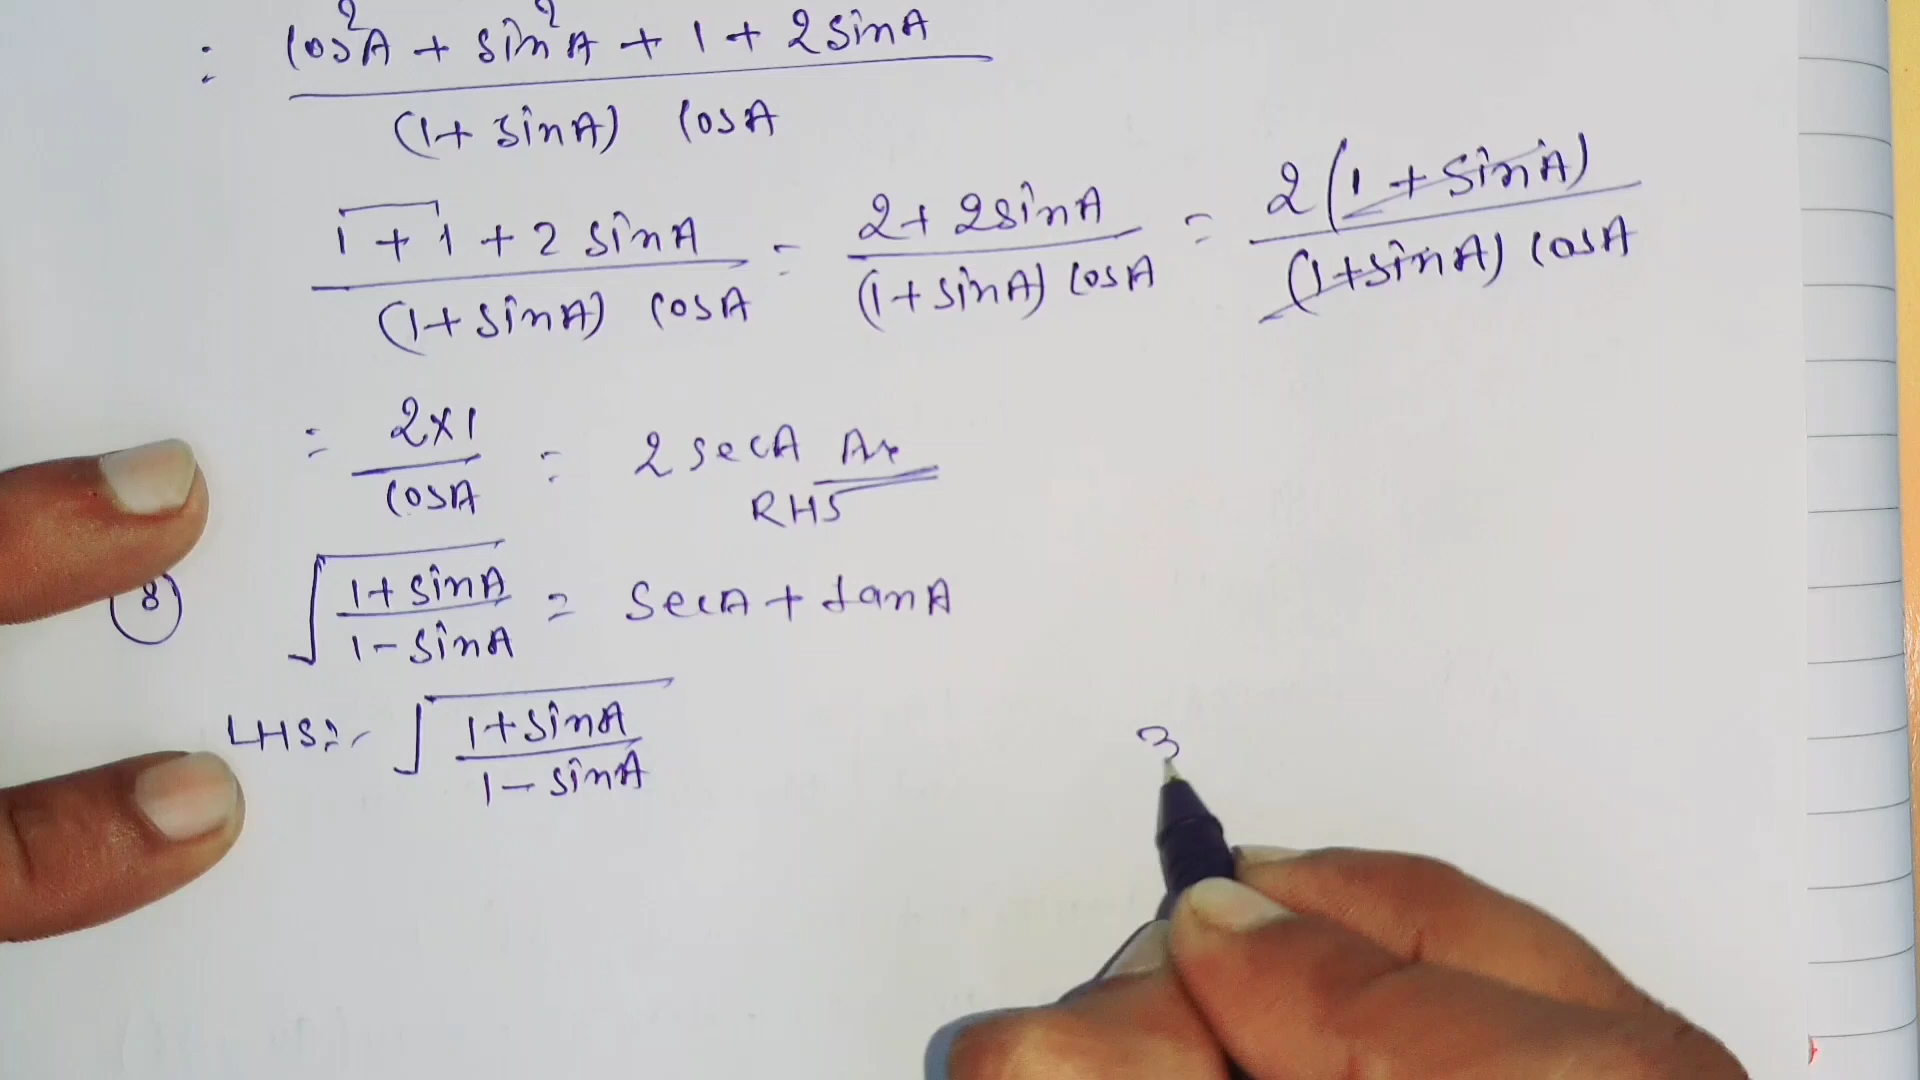 = cos²A + sin²A + 1 + 2sinA / (1+ sinA) cosA
1 + 1 + 2 sinA / (1+ sinA) cosA = 2+ 2sinA / (1+sinA) cosA = 2(1+sinA) / (1+sinA) cosA
= 2×1 / cosA = 2 secA
RHS
8 √(1+sinA / 1-sinA) = SecA + tanA
LHS:- √(1+sinA / 1-sinA)
3